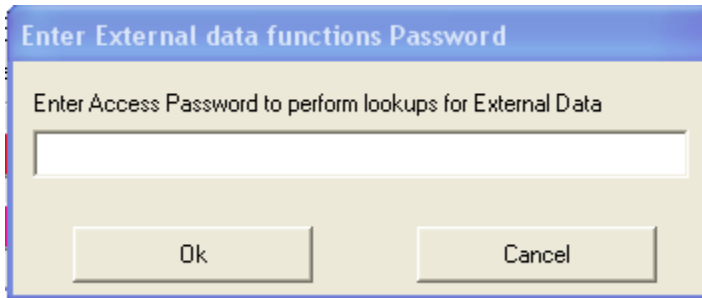 Enter External data functions Password
Enter Access Password to perform lookups for External Data
Ok
Cancel